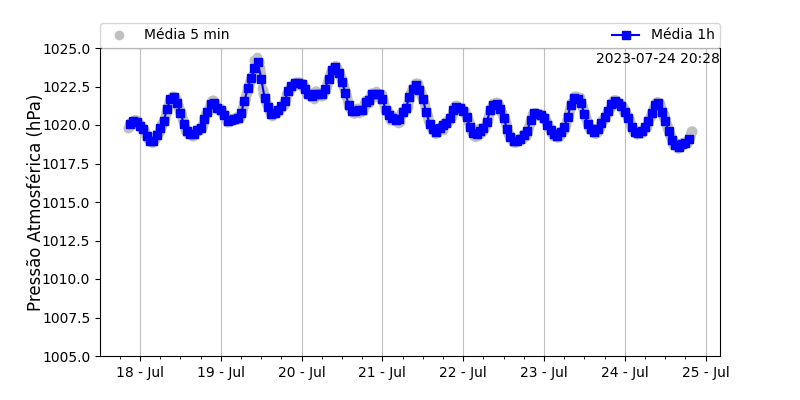 Média 5 min
Média 1h
2023-07-24 20:28
Pressão Atmosférica (hPa)
1025.0
1022.5
1020.0
1017.5
1015.0
1012.5
1010.0
1007.5
1005.0
18 - Jul
19 - Jul
20 - Jul
21 - Jul
22 - Jul
23 - Jul
24 - Jul
25 - Jul